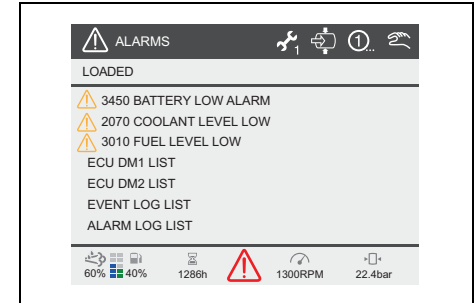 ALARMS
1
1...
LOADED
3450 BATTERY LOW ALARM
2070 COOLANT LEVEL LOW
3010 FUEL LEVEL LOW
ECU DM1 LIST
ECU DM2 LIST
EVENT LOG LIST
ALARM LOG LIST
60% 40% 1286h 1300RPM 22.4bar